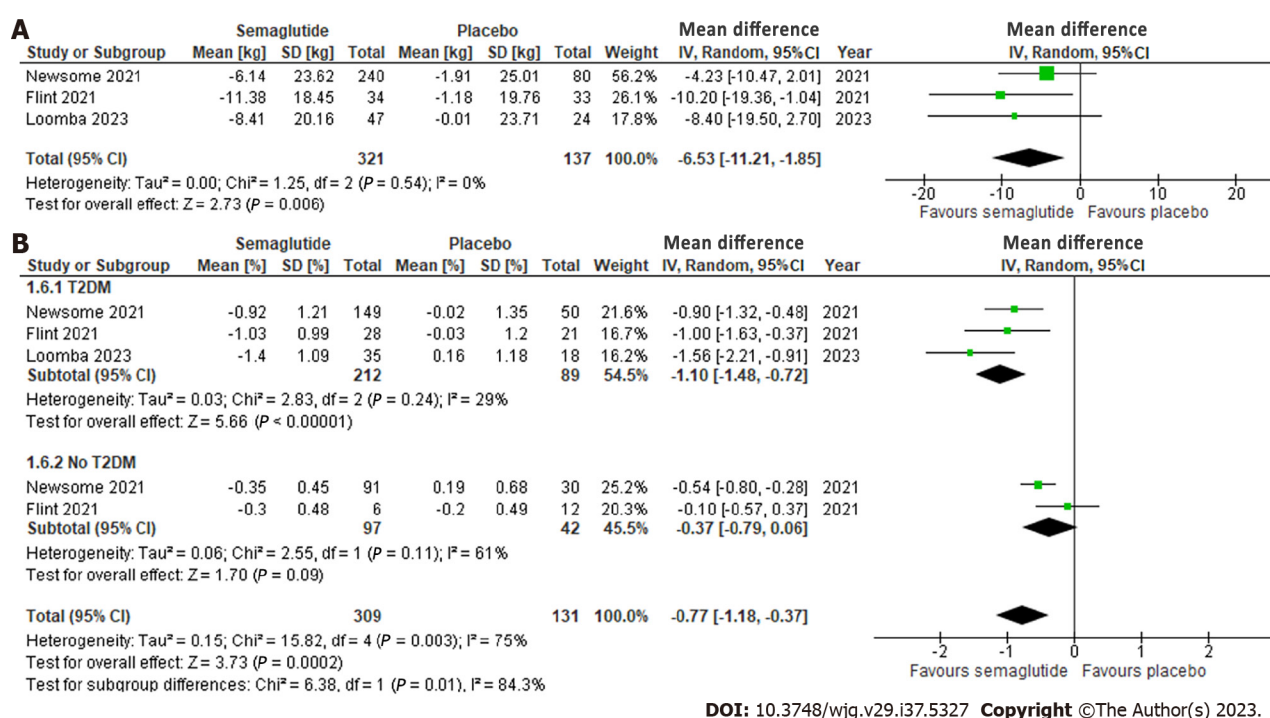 A
Semaglutide Placebo Mean difference Mean difference
Study or Subgroup Mean [kg] SD [kg] Total Mean [kg] SD [kg] Total Weight IV, Random, 95%CI Year IV, Random, 95%CI
Newsome 2021 -6.14 23.62 240 -1.91 25.01 80 56.2% -4.23 [-10.47, 2.01] 2021
Flint 2021 -11.38 18.45 34 -1.18 19.76 33 26.1% -10.20 [-19.36, -1.04] 2021
Loomba 2023 -8.41 20.16 47 -0.01 23.71 24 17.8% -8.40 [-19.50, 2.70] 2023
Total (95% CI) 321 137 100.0% -6.53 [-11.21, -1.85]
Heterogeneity: Tau² = 0.00; Chi² = 1.25, df = 2 (P = 0.54); I² = 0%
Test for overall effect: Z = 2.73 (P = 0.006)
-20 -10 0 10 20
Favours semaglutide Favours placebo
B
Semaglutide Placebo Mean difference Mean difference
Study or Subgroup Mean [%] SD [%] Total Mean [%] SD [%] Total Weight IV, Random, 95%CI Year IV, Random, 95%CI
1.6.1 T2DM
Newsome 2021 -0.92 1.21 149 -0.02 1.35 50 21.6% -0.90 [-1.32, -0.48] 2021
Flint 2021 -1.03 0.99 28 -0.03 1.2 21 16.7% -1.00 [-1.63, -0.37] 2021
Loomba 2023 -1.4 1.09 35 0.16 1.18 18 16.2% -1.56 [-2.21, -0.91] 2023
Subtotal (95% CI) 212 89 54.5% -1.10 [-1.48, -0.72]
Heterogeneity: Tau² = 0.03; Chi² = 2.83, df = 2 (P = 0.24); I² = 29%
Test for overall effect: Z = 5.66 (P < 0.00001)
1.6.2 No T2DM
Newsome 2021 -0.35 0.45 91 0.19 0.68 30 25.2% -0.54 [-0.80, -0.28] 2021
Flint 2021 -0.3 0.48 6 -0.2 0.49 12 20.3% -0.10 [-0.57, 0.37] 2021
Subtotal (95% CI) 97 42 45.5% -0.37 [-0.79, 0.06]
Heterogeneity: Tau² = 0.06; Chi² = 2.55, df = 1 (P = 0.11); I² = 61%
Test for overall effect: Z = 1.70 (P = 0.09)
Total (95% CI) 309 131 100.0% -0.77 [-1.18, -0.37]
Heterogeneity: Tau² = 0.15; Chi² = 15.82, df = 4 (P = 0.003); I² = 75%
Test for overall effect: Z = 3.73 (P = 0.0002)
Test for subgroup differences: Chi² = 6.38, df = 1 (P = 0.01), I² = 84.3%
-2 -1 0 1 2
Favours semaglutide Favours placebo
DOI: 10.3748/wjg.v29.i37.5327 Copyright ©The Author(s) 2023.